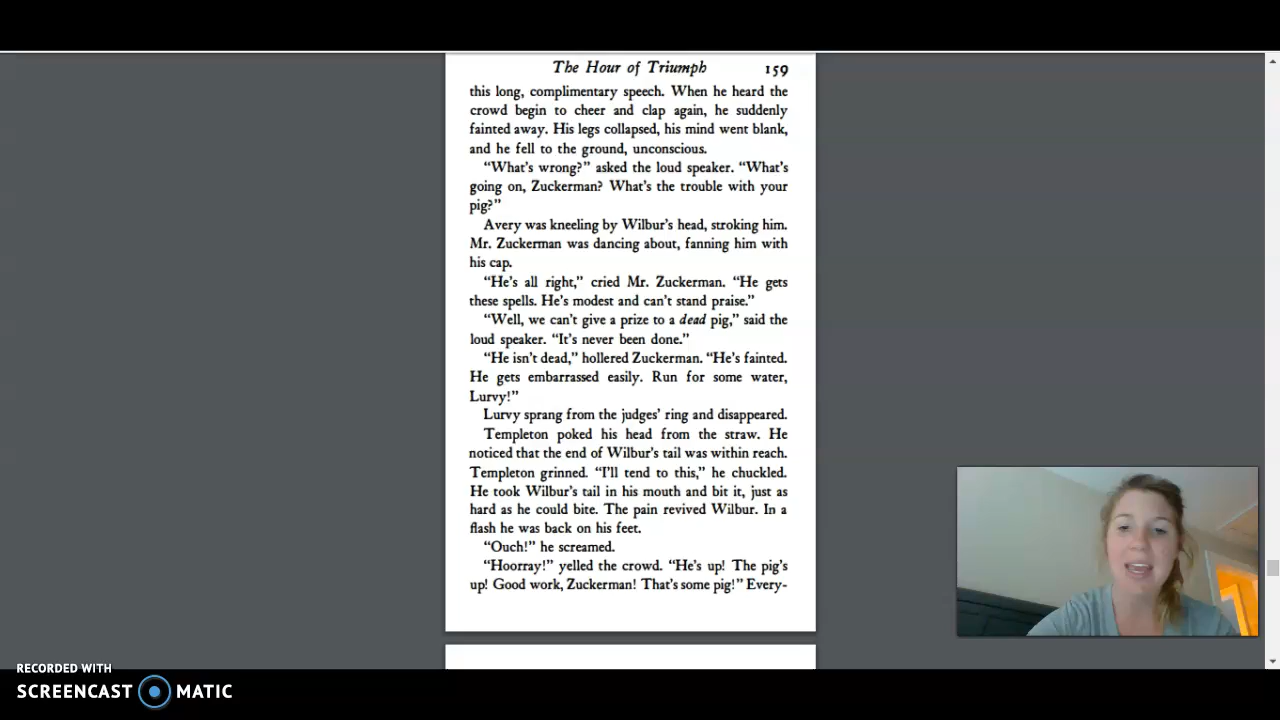 The Hour of Triumph 159
this long, complimentary speech. When he heard the
crowd begin to cheer and clap again, he suddenly
fainted away. His legs collapsed, his mind went blank,
and he fell to the ground, unconscious.
"What's wrong?" asked the loud speaker. "What's
going on, Zuckerman? What's the trouble with your
pig?"
Avery was kneeling by Wilbur's head, stroking him.
Mr. Zuckerman was dancing about, fanning him with
his cap.
"He's all right," cried Mr. Zuckerman. "He gets
these spells. He's modest and can't stand praise."
"Well, we can't give a prize to a dead pig," said the
loud speaker. "It's never been done."
"He isn't dead," hollered Zuckerman. "He's fainted.
He gets embarrassed easily. Run for some water,
Lurvy!"
Lurvy sprang from the judges' ring and disappeared.
Templeton poked his head from the straw. He
noticed that the end of Wilbur's tail was within reach.
Templeton grinned. "I'll tend to this," he chuckled.
He took Wilbur's tail in his mouth and bit it, just as
hard as he could bite. The pain revived Wilbur. In a
flash he was back on his feet.
"Ouch!" he screamed.
"Hoorray!" yelled the crowd. "He's up! The pig's
up! Good work, Zuckerman! That's some pig!" Every-
RECORDED WITH
SCREENCAST MATIC